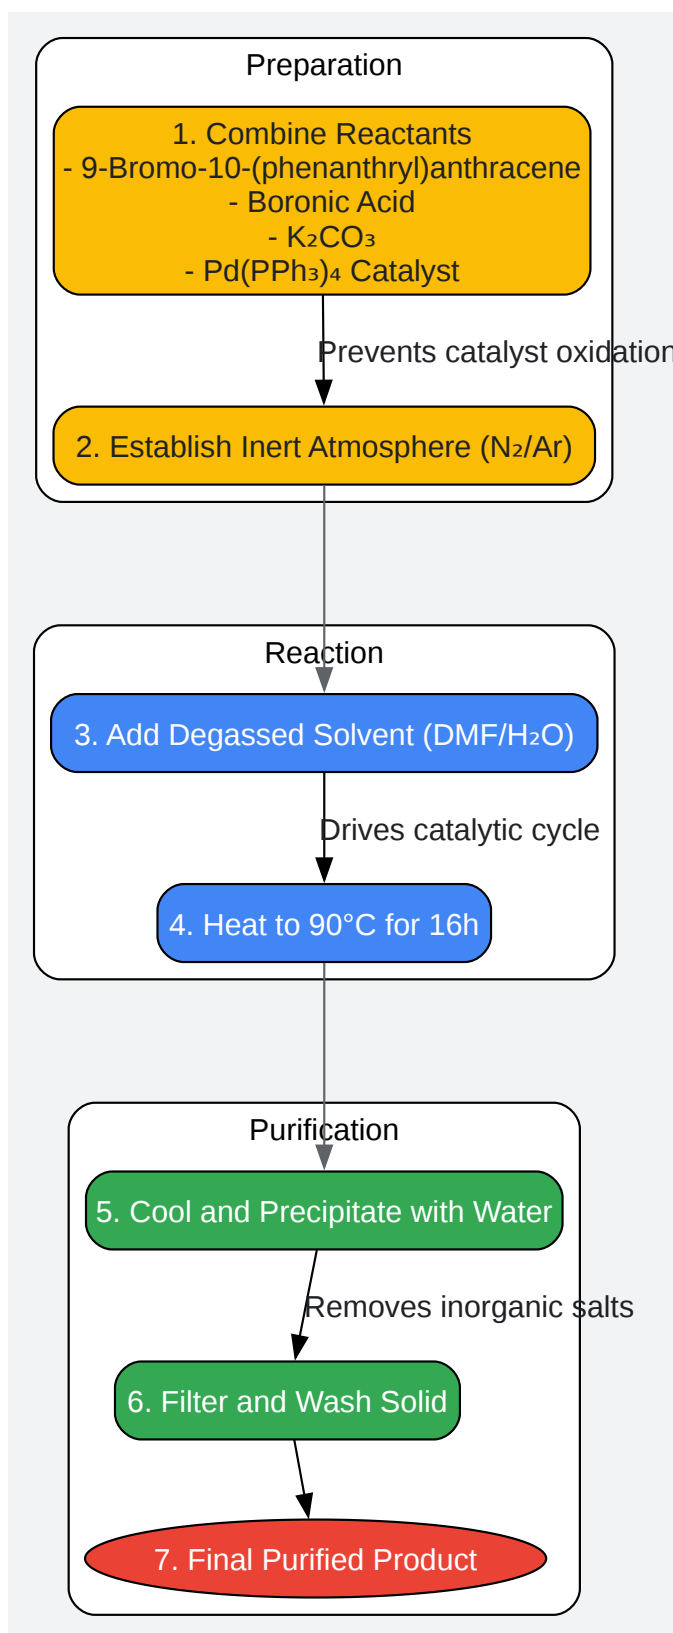 Preparation
1. Combine Reactants
- 9-Bromo-10-(phenanthryl)anthracene
- Boronic Acid
- K₂CO₃
- Pd(PPh₃)₄ Catalyst
Prevents catalyst oxidation
2. Establish Inert Atmosphere (N₂/Ar)
Reaction
3. Add Degassed Solvent (DMF/H₂O)
Drives catalytic cycle
4. Heat to 90°C for 16h
Purification
5. Cool and Precipitate with Water
Removes inorganic salts
6. Filter and Wash Solid
7. Final Purified Product